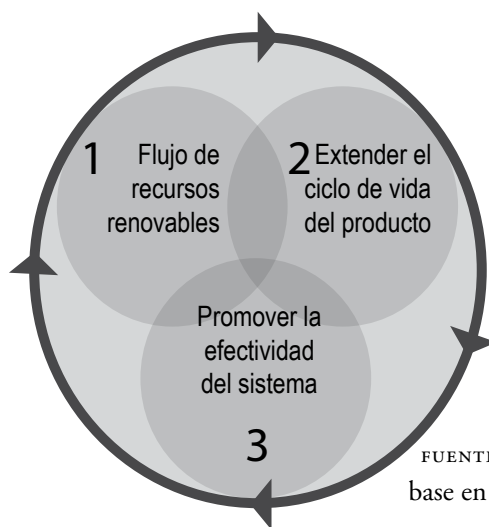 1 Flujo de
recursos
renovables
2 Extender el
ciclo de vida
del producto
Promover la
efectividad
del sistema
3
base en